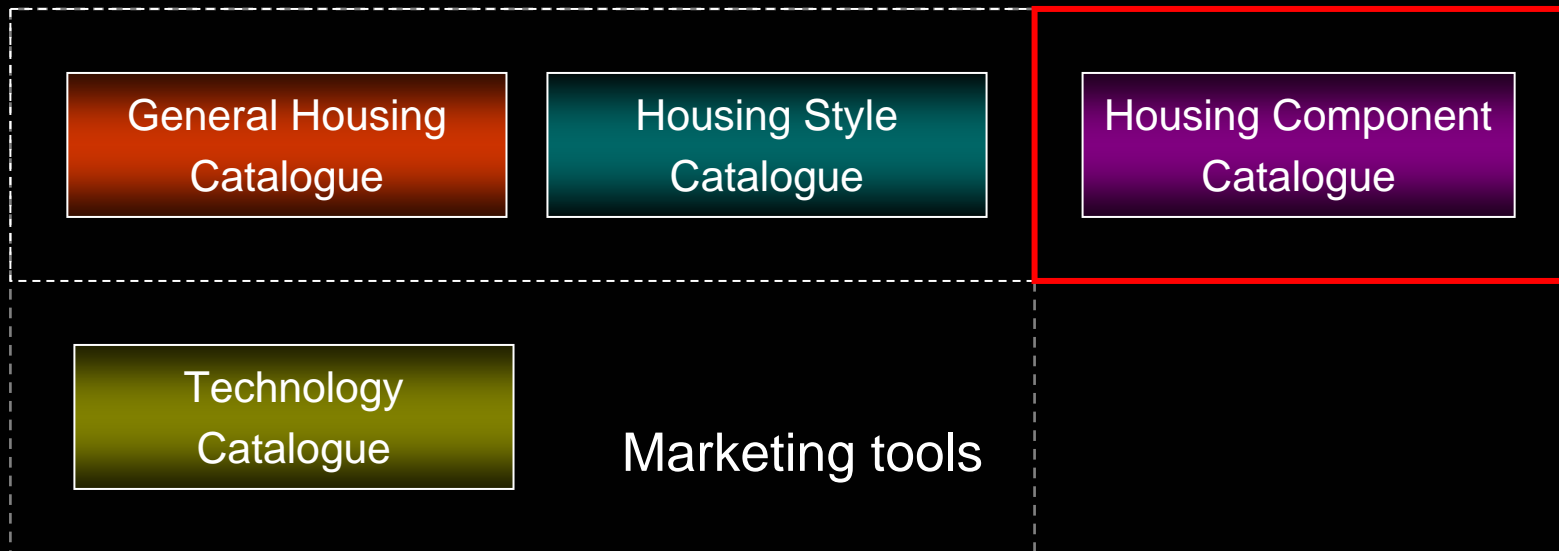 General Housing
Catalogue
Housing Style
Catalogue
Housing Component
Catalogue
Technology
Catalogue
Marketing tools